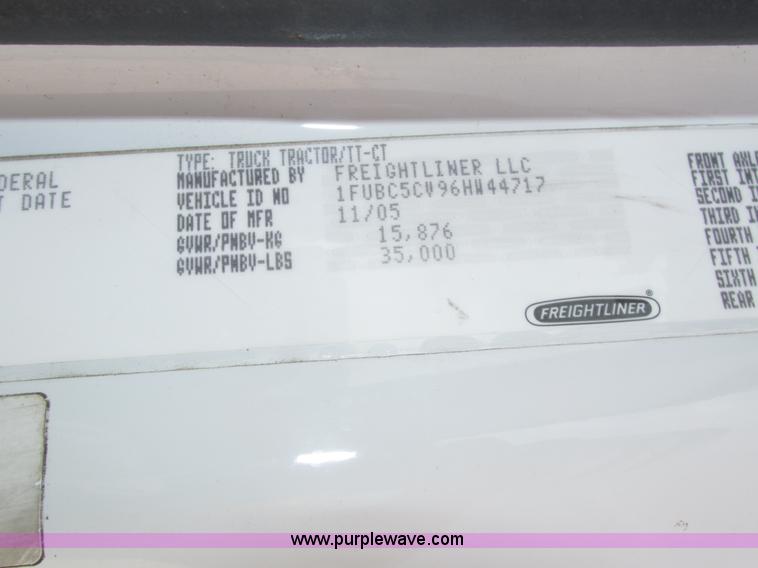 DERAL
T DATE
TYPE: TRUCK TRACTOR/TT-CT
MANUFACTURED BY FREIGHTLINER LLC
VEHICLE ID NO 1FUBC5CV96HW44717
DATE OF MFR 11/05
GVWR/PNBV-KG 15,876
GVWR/PNBV-LBS 35,000
FREIGHTLINER®
FRONT AXLE
FIRST INT
SECOND I
THIRD IN
FOURTH
FIFTH
SIXTH
REAR
www.purplewave.com